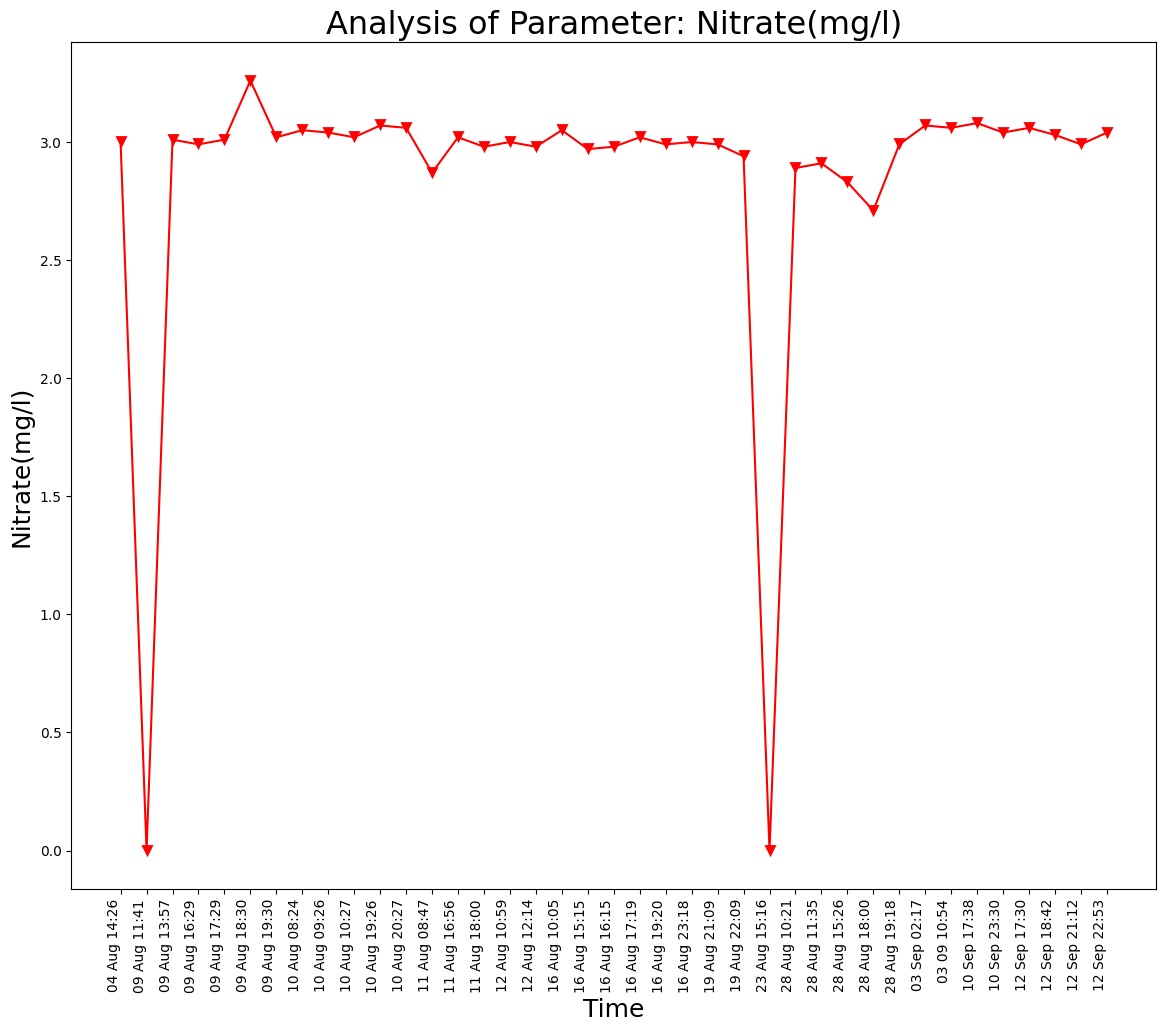 Analysis of Parameter: Nitrate(mg/l)
Nitrate(mg/l)
3.0
2.5
2.0
1.5
1.0
0.5
0.0
04 Aug 14:26
09 Aug 11:41
09 Aug 13:57
09 Aug 16:29
09 Aug 17:29
09 Aug 18:30
09 Aug 19:30
10 Aug 08:24
10 Aug 09:26
10 Aug 10:27
10 Aug 19:26
10 Aug 20:27
11 Aug 08:47
11 Aug 16:56
11 Aug 18:00
12 Aug 10:59
12 Aug 12:14
16 Aug 10:05
16 Aug 15:15
16 Aug 16:15
16 Aug 17:19
16 Aug 19:20
16 Aug 23:18
19 Aug 21:09
19 Aug 22:09
23 Aug 15:16
28 Aug 10:21
28 Aug 11:35
28 Aug 15:26
28 Aug 18:00
28 Aug 19:18
03 Sep 02:17
03 09 10:54
10 Sep 17:38
10 Sep 23:30
12 Sep 17:30
12 Sep 18:42
12 Sep 21:12
12 Sep 22:53
Time